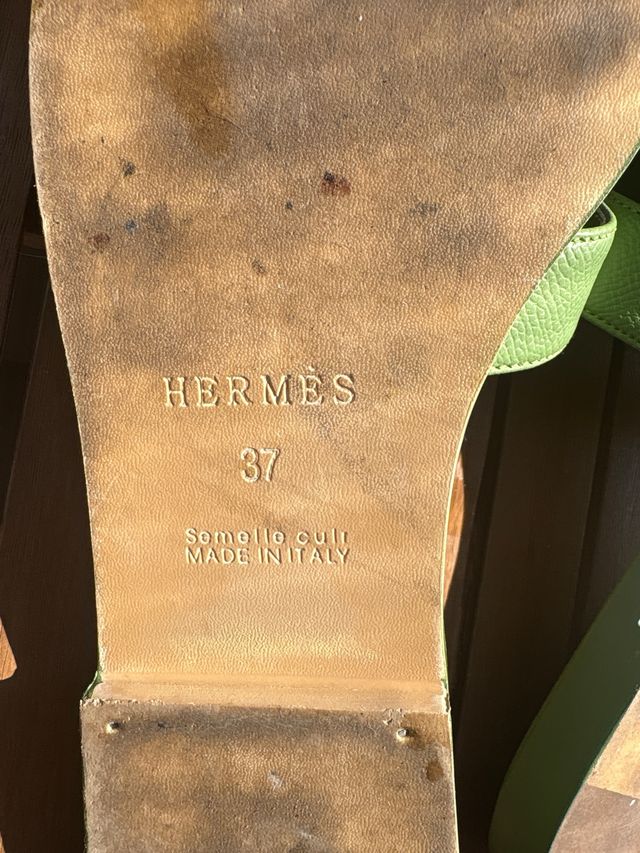 HERMÈS
37
Semelle cuir
MADE IN ITALY